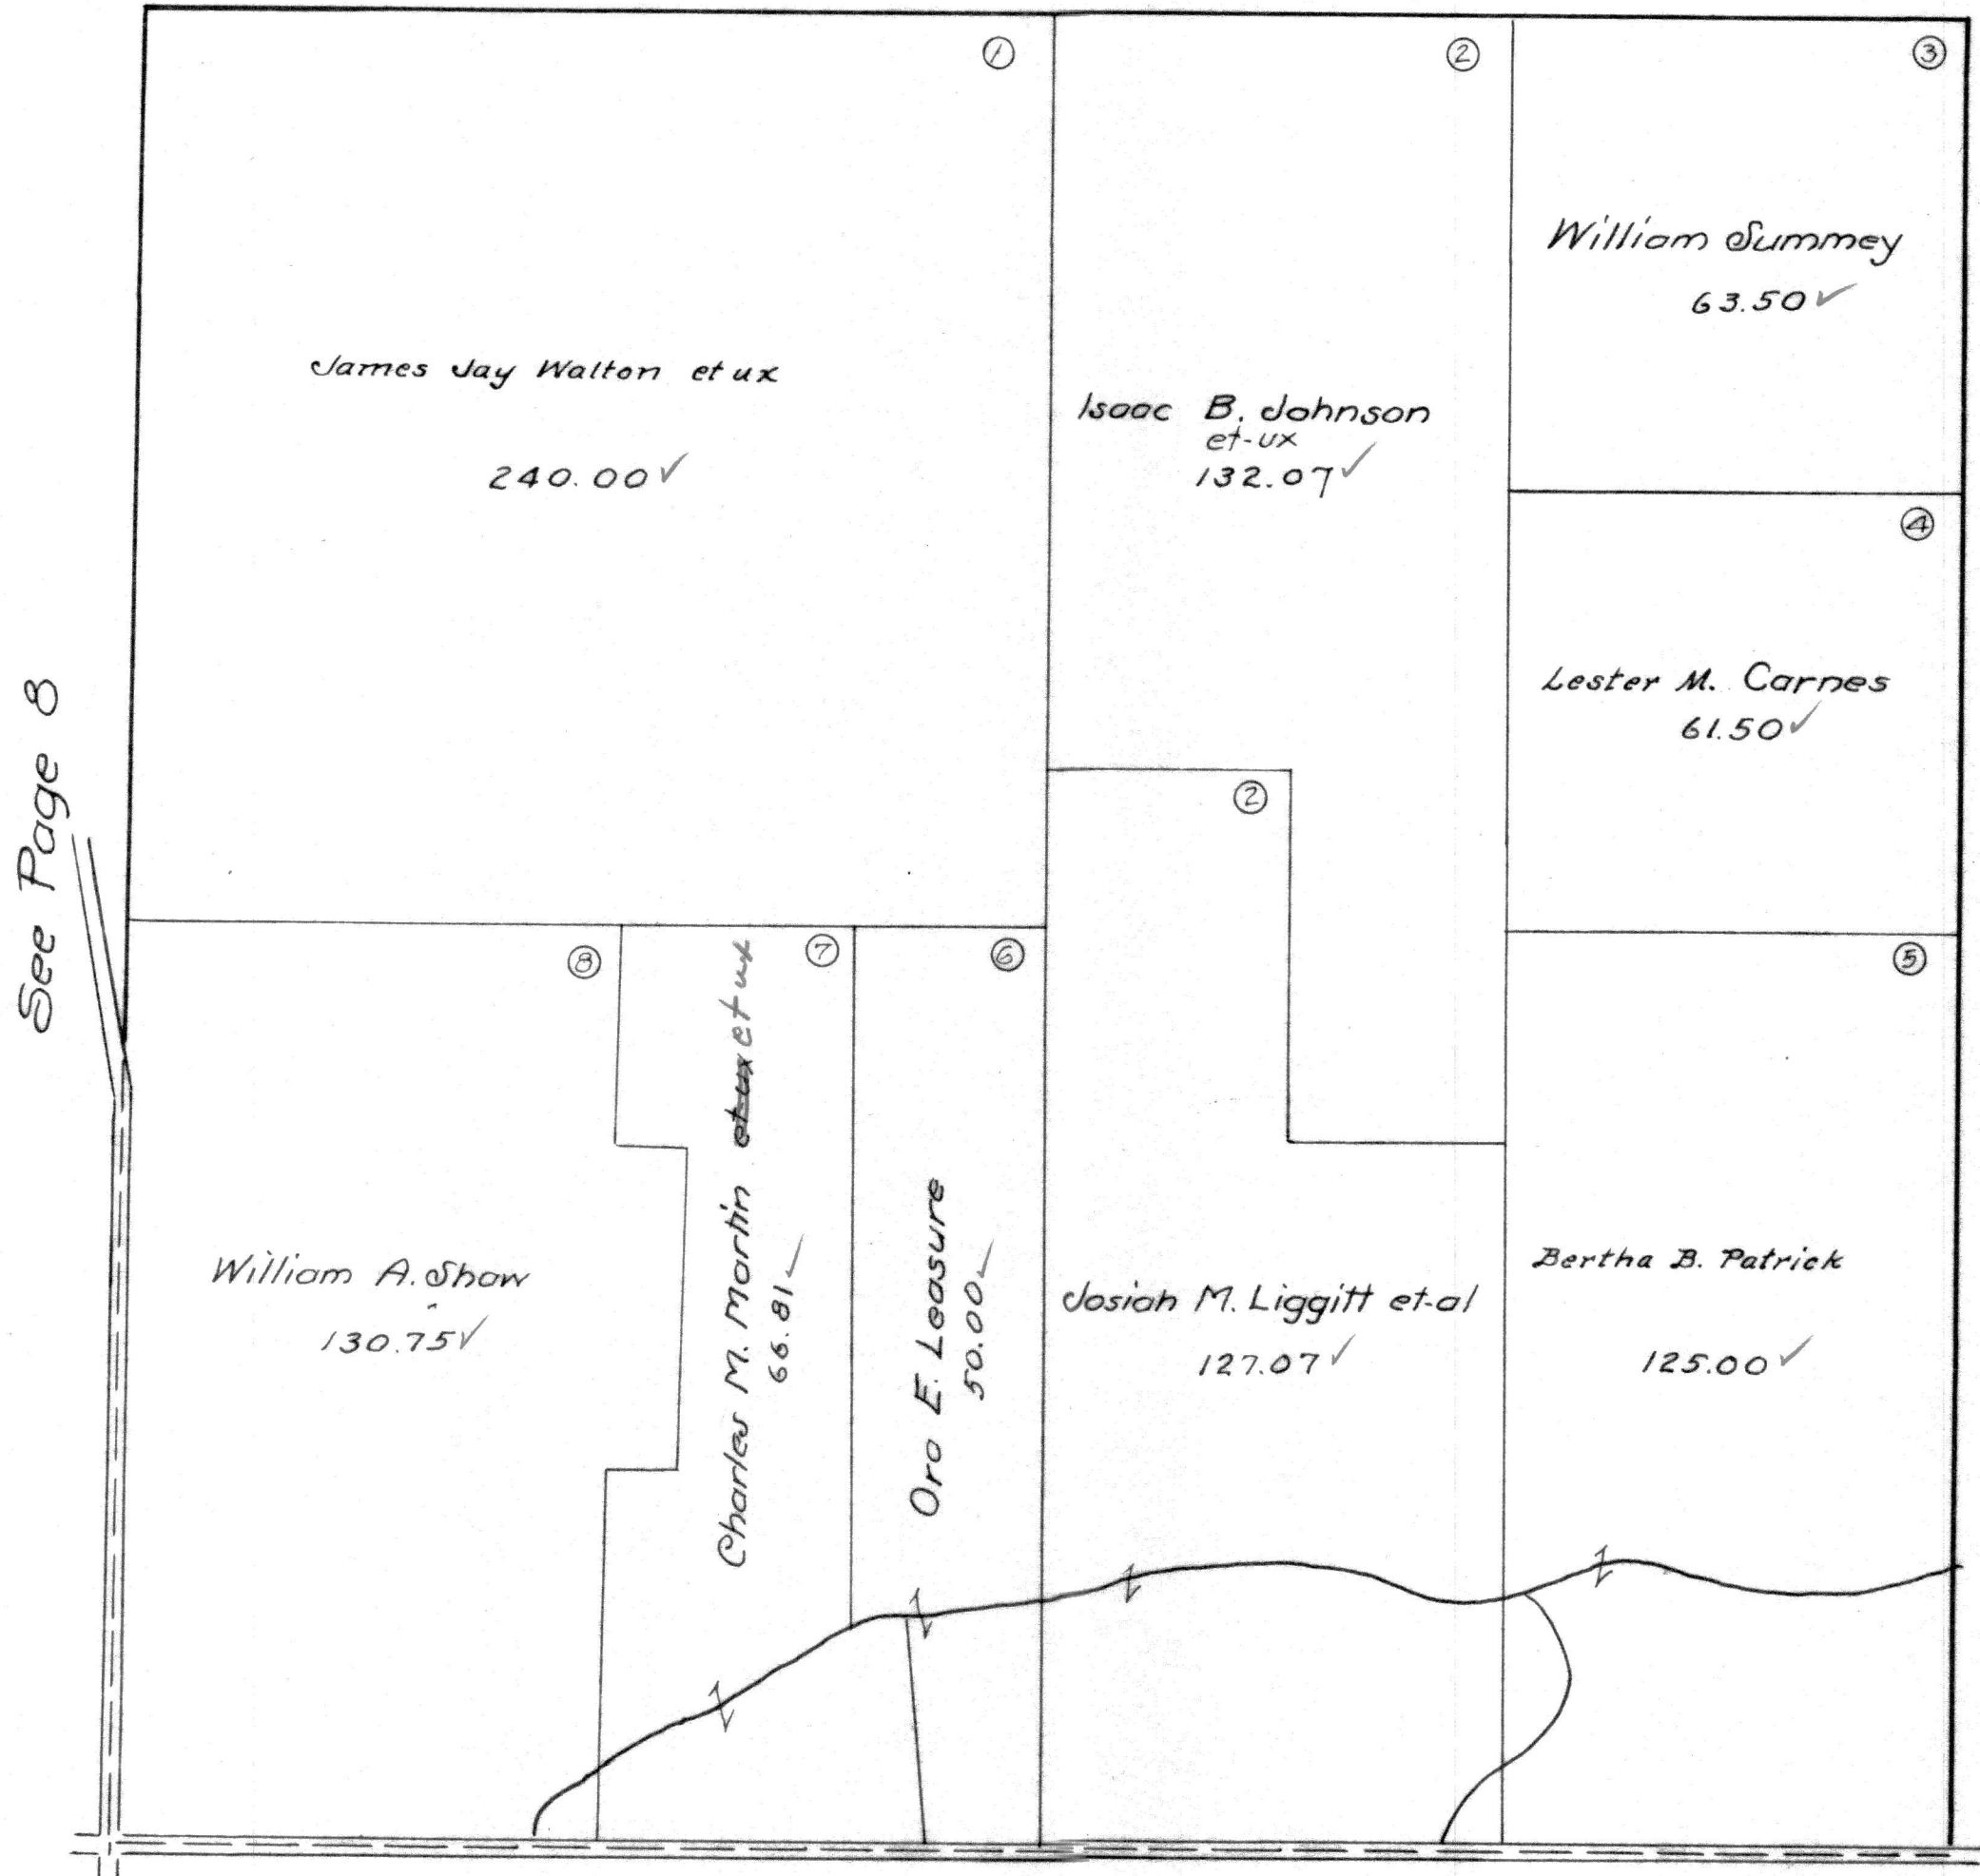 ①
②
③
James Jay Walton et ux
240.00 ✓
Isaac B. Johnson
et-ux
132.07 ✓
William Summey
63.50 ✓
④
Lester M. Carnes
61.50 ✓
See Page 8
②
⑧
⑦
⑥
⑤
William A. Shaw
130.75 ✓
Charles M. Martin et ux et ux
66.81 ✓
Oro E. Leasure
50.00 ✓
Josiah M. Liggitt et-al
127.07 ✓
Bertha B. Patrick
125.00 ✓